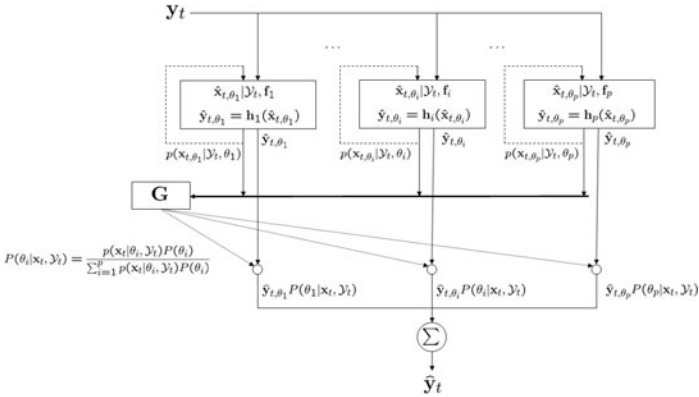 y_t
... ...
x̂_{t,θ_1}|𝒴_t, f_1 x̂_{t,θ_i}|𝒴_t, f_i x̂_{t,θ_p}|𝒴_t, f_p
ŷ_{t,θ_1} = h_1(x̂_{t,θ_1}) ŷ_{t,θ_i} = h_i(x̂_{t,θ_i}) ŷ_{t,θ_p} = h_p(x̂_{t,θ_p})
ŷ_{t,θ_1} ŷ_{t,θ_i} ŷ_{t,θ_p}
p(x_{t,θ_1}|𝒴_t, θ_1) p(x_{t,θ_i}|𝒴_t, θ_i) p(x_{t,θ_p}|𝒴_t, θ_p)
G
P(θ_i|x_t, 𝒴_t) = p(x_t|θ_i, 𝒴_t)P(θ_i) / ∑_{i=1}^{p} p(x_t|θ_i, 𝒴_t)P(θ_i)
ŷ_{t,θ_1}P(θ_1|x_t, 𝒴_t) ŷ_{t,θ_i}P(θ_i|x_t, 𝒴_t) ŷ_{t,θ_p}P(θ_p|x_t, 𝒴_t)
∑
ŷ_t